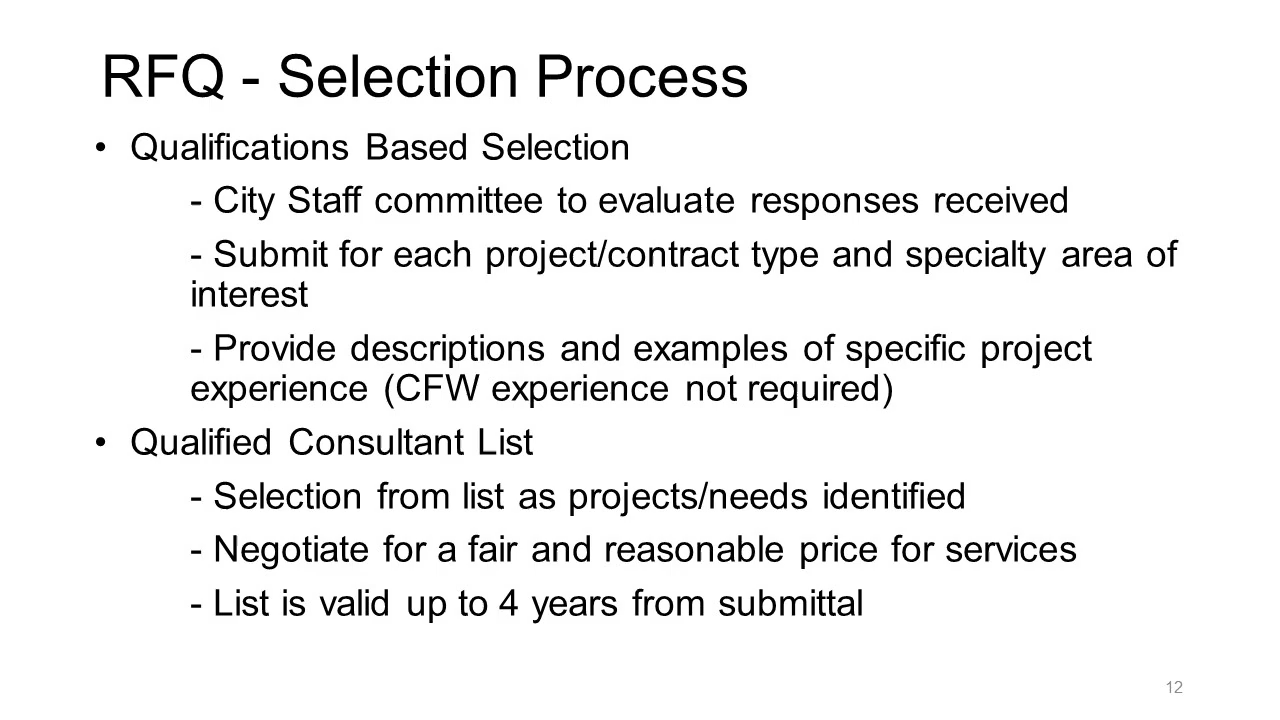 RFQ - Selection Process
• Qualifications Based Selection
- City Staff committee to evaluate responses received
- Submit for each project/contract type and specialty area of
interest
- Provide descriptions and examples of specific project
experience (CFW experience not required)
• Qualified Consultant List
- Selection from list as projects/needs identified
- Negotiate for a fair and reasonable price for services
- List is valid up to 4 years from submittal
12